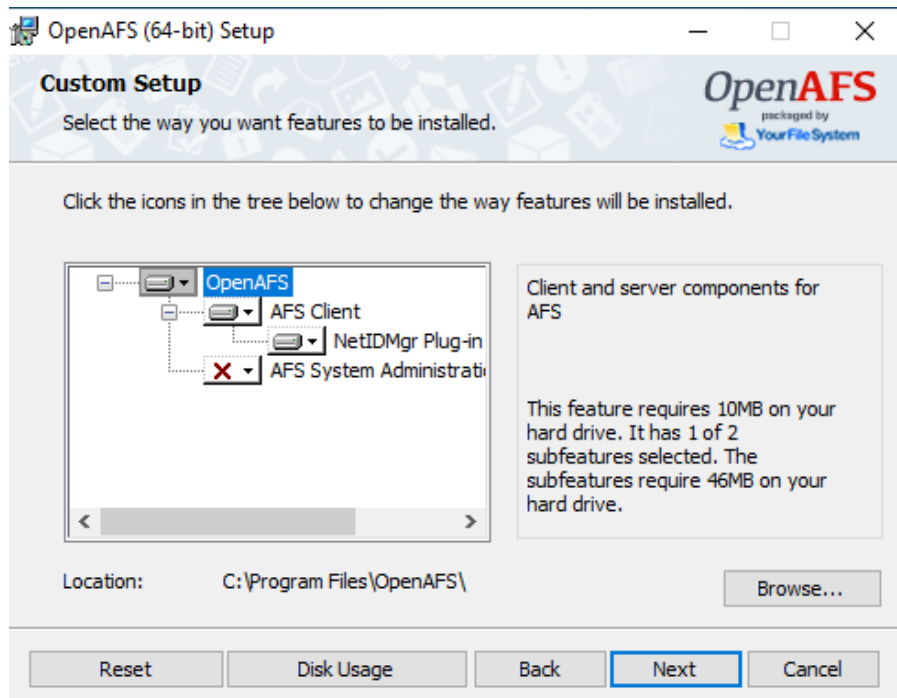 OpenAFS (64-bit) Setup
Custom Setup
Select the way you want features to be installed.
OpenAFS
packaged by
YourFileSystem
Click the icons in the tree below to change the way features will be installed.
OpenAFS
AFS Client
NetIDMgr Plug-in
AFS System Administrati
Client and server components for
AFS
This feature requires 10MB on your
hard drive. It has 1 of 2
subfeatures selected. The
subfeatures require 46MB on your
hard drive.
Location: C:\Program Files\OpenAFS\
Browse...
Reset Disk Usage Back Next Cancel